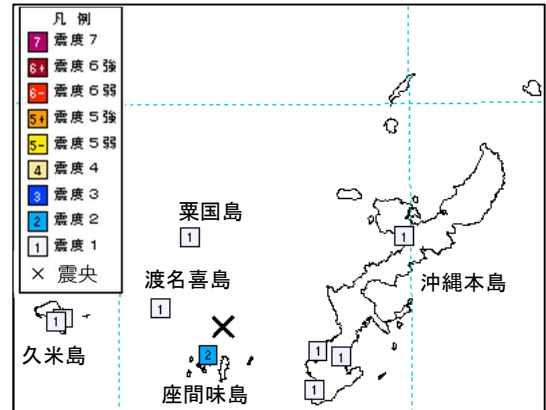 凡 例
7 震度7
6+ 震度6強
6- 震度6弱
5+ 震度5強
5- 震度5弱
4 震度4
3 震度3
2 震度2
1 震度1
× 震央
粟国島
1
1
渡名喜島
沖縄本島
1
1
1
久米島
2
1
1
座間味島
1